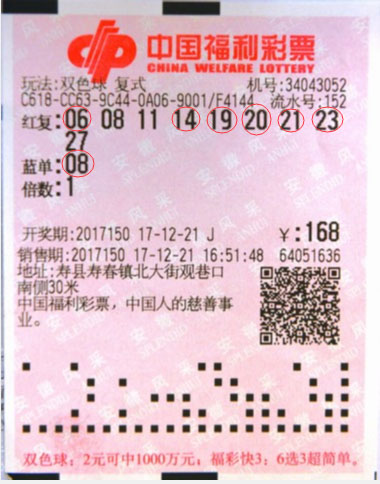 中国福利彩票
CHINA WELFARE LOTTERY
玩法:双色球 复式 机号:34043052
C618-CC63-9C44-0A06-9001/F4144 流水号:152
红复:06 08 11 14 19 20 21 23
27
蓝单:08
倍数:1
开奖期:2017150 17-12-21 J ¥:168
销售期:2017150 17-12-21 16:51:48 64051636
地址:寿县寿春镇北大街观巷口
南侧30米
中国福利彩票,中国人的慈善事
业。
双色球:2元可中1000万元;福彩快3:6选3超简单。
安徽风采
SPLENDID ANHUI